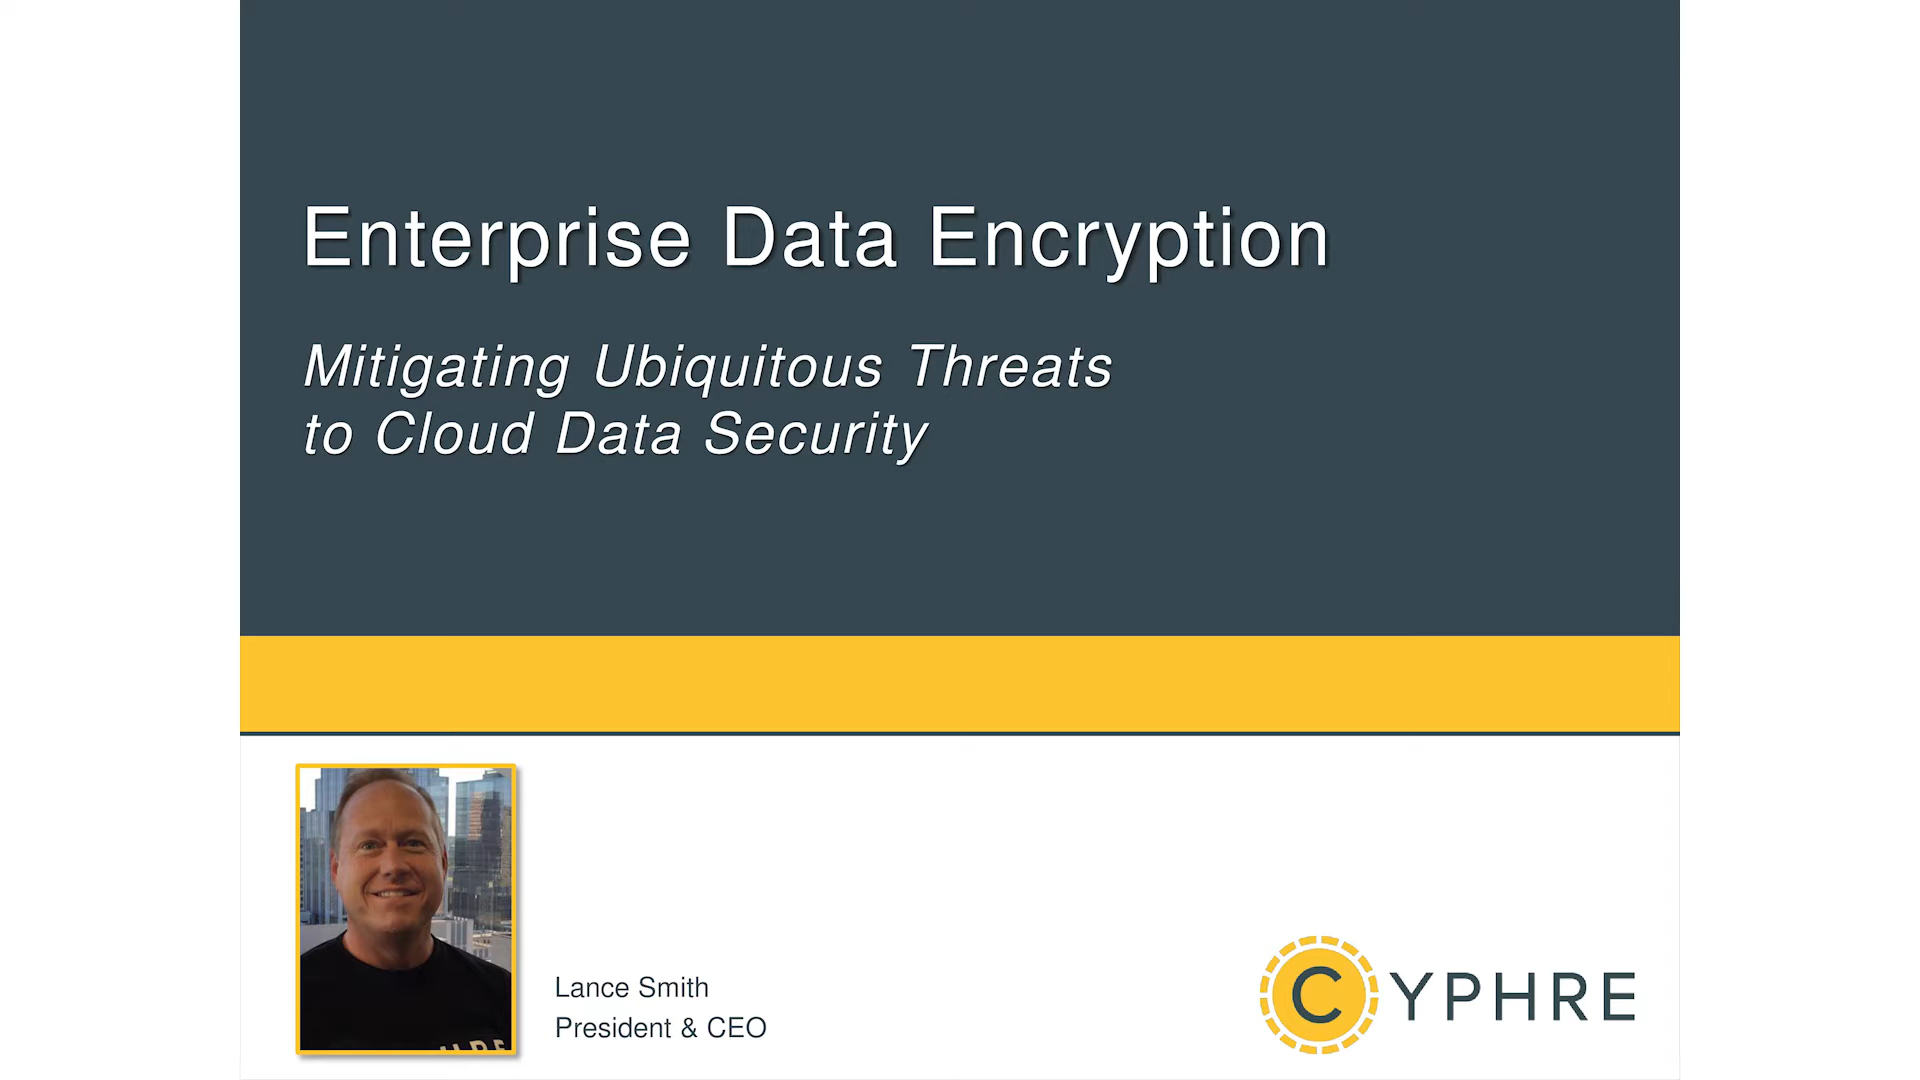 Enterprise Data Encryption
Mitigating Ubiquitous Threats
to Cloud Data Security
Lance Smith
President & CEO
CYPHRE